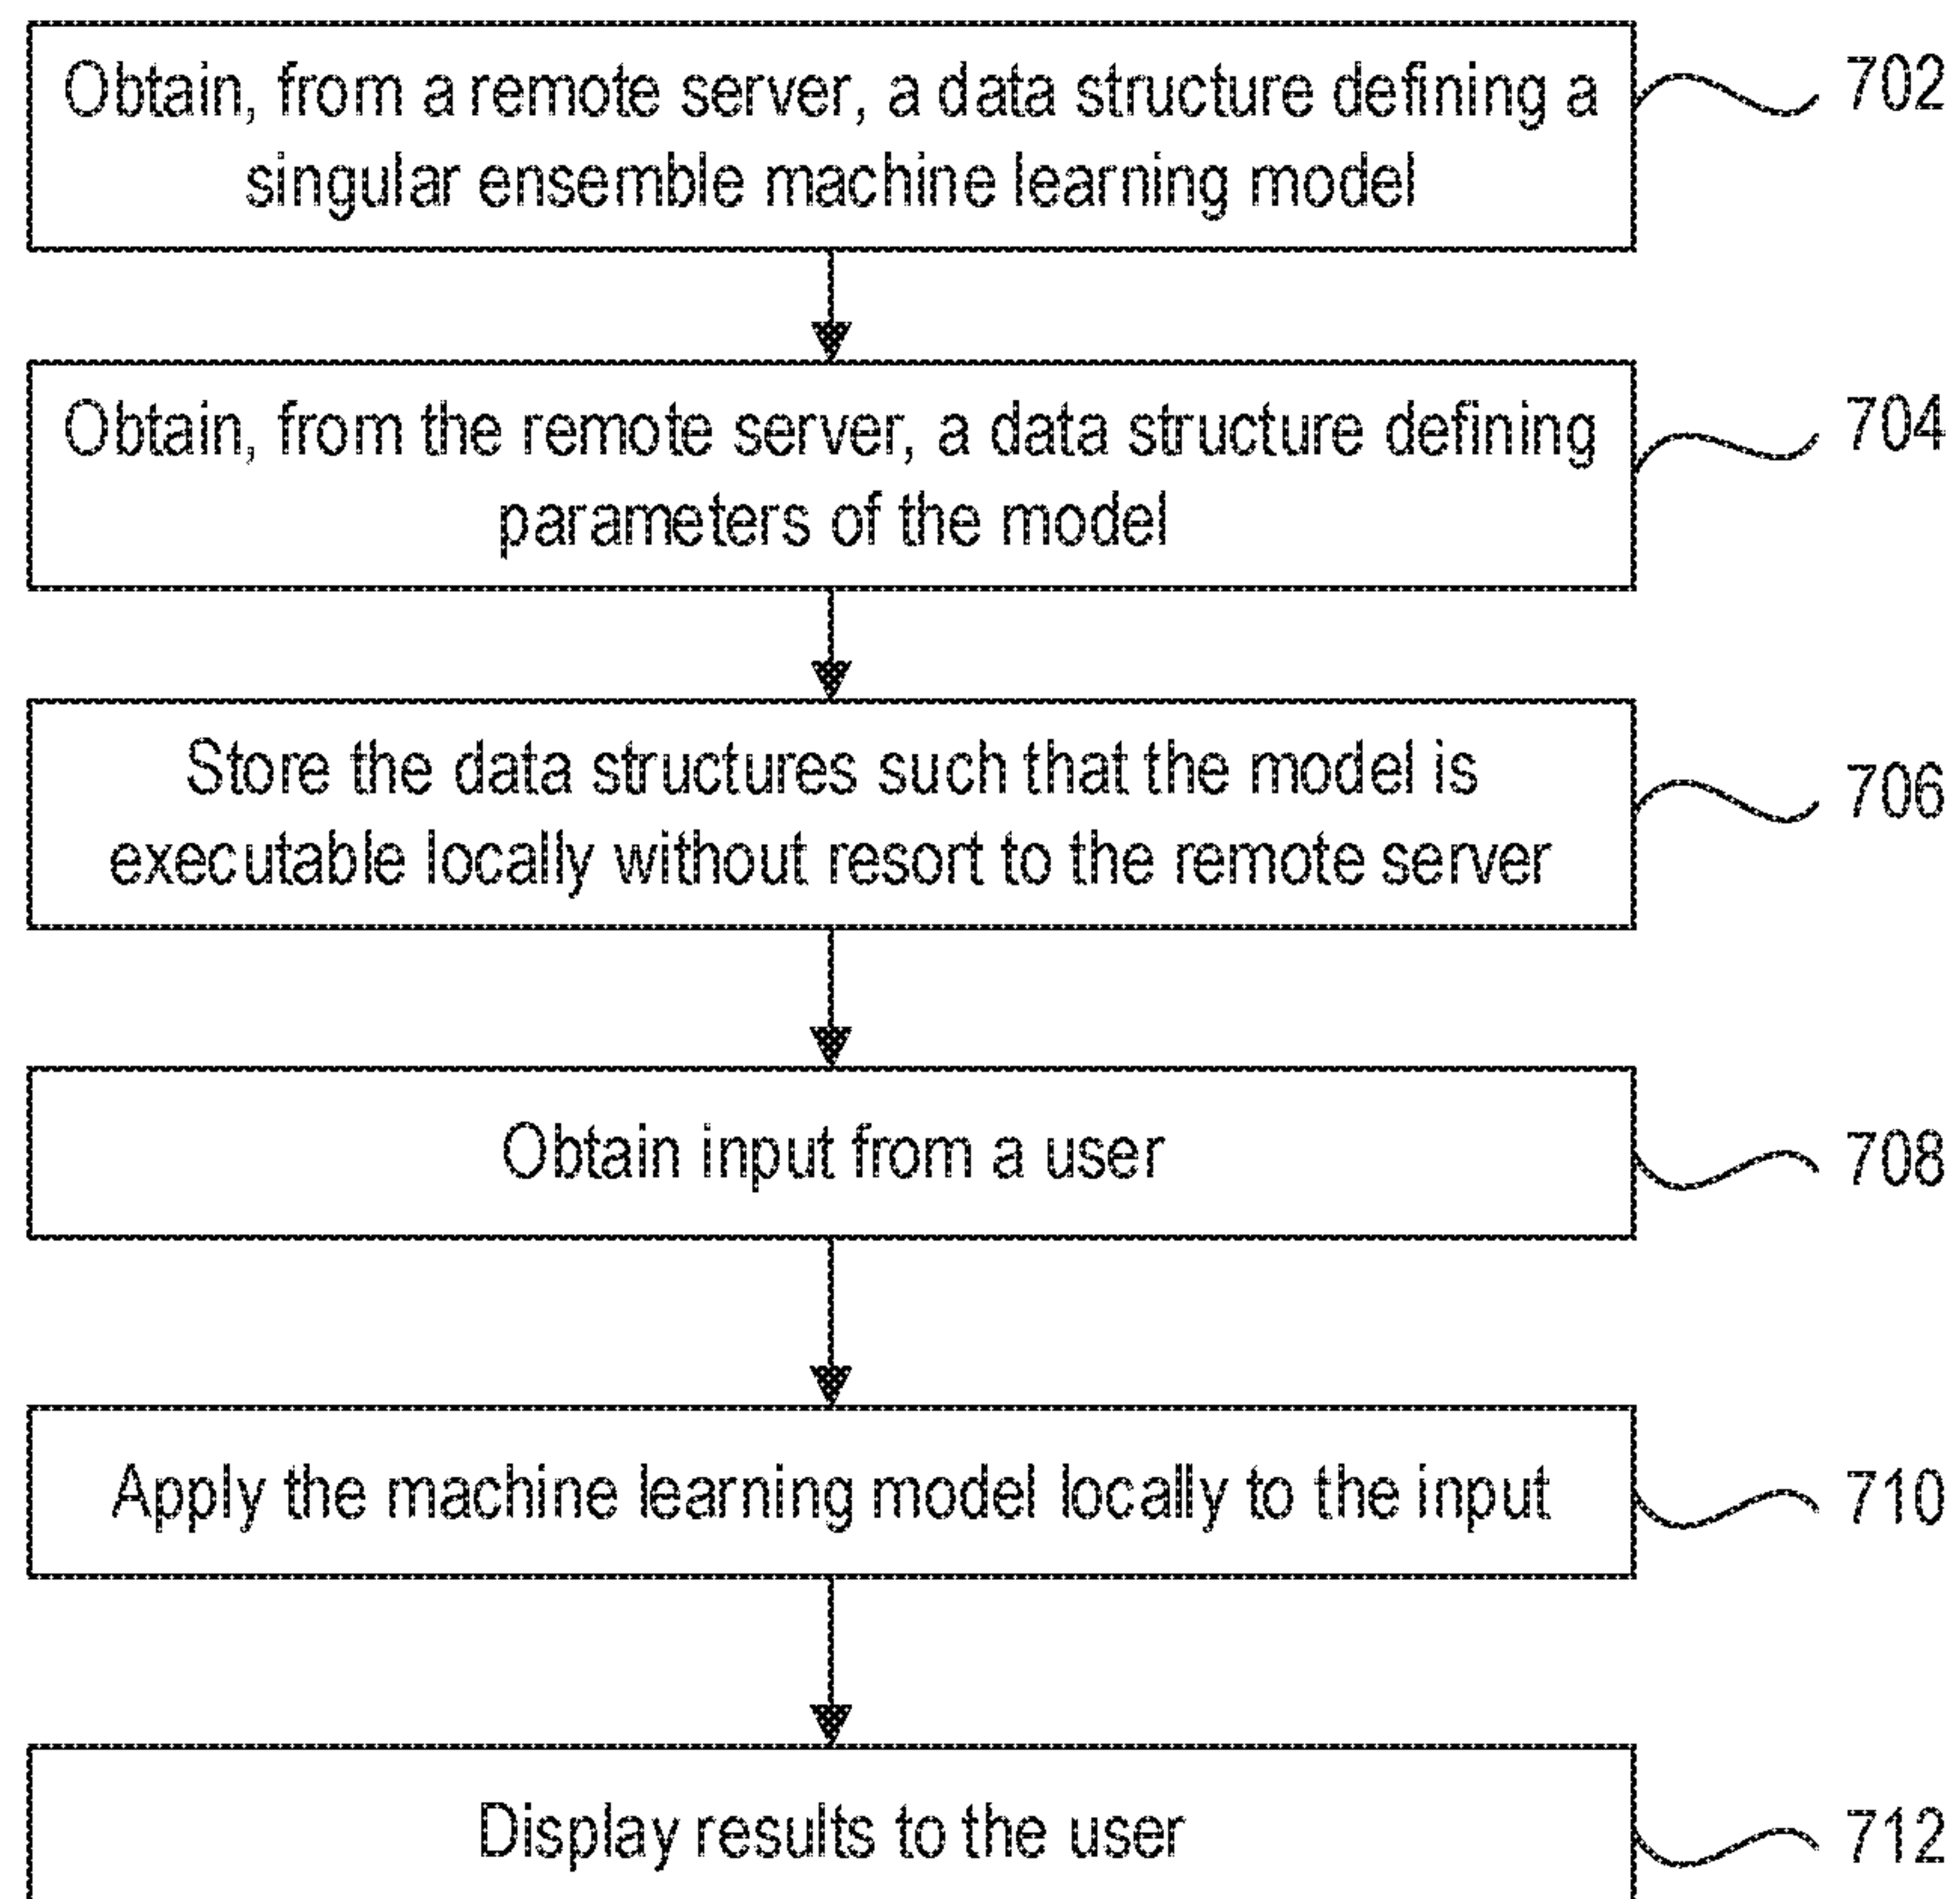 Obtain, from a remote server, a data structure defining a
singular ensemble machine learning model
702
Obtain, from the remote server, a data structure defining
parameters of the model
704
Store the data structures such that the model is
executable locally without resort to the remote server
706
Obtain input from a user
708
Apply the machine learning model locally to the input
710
Display results to the user
712